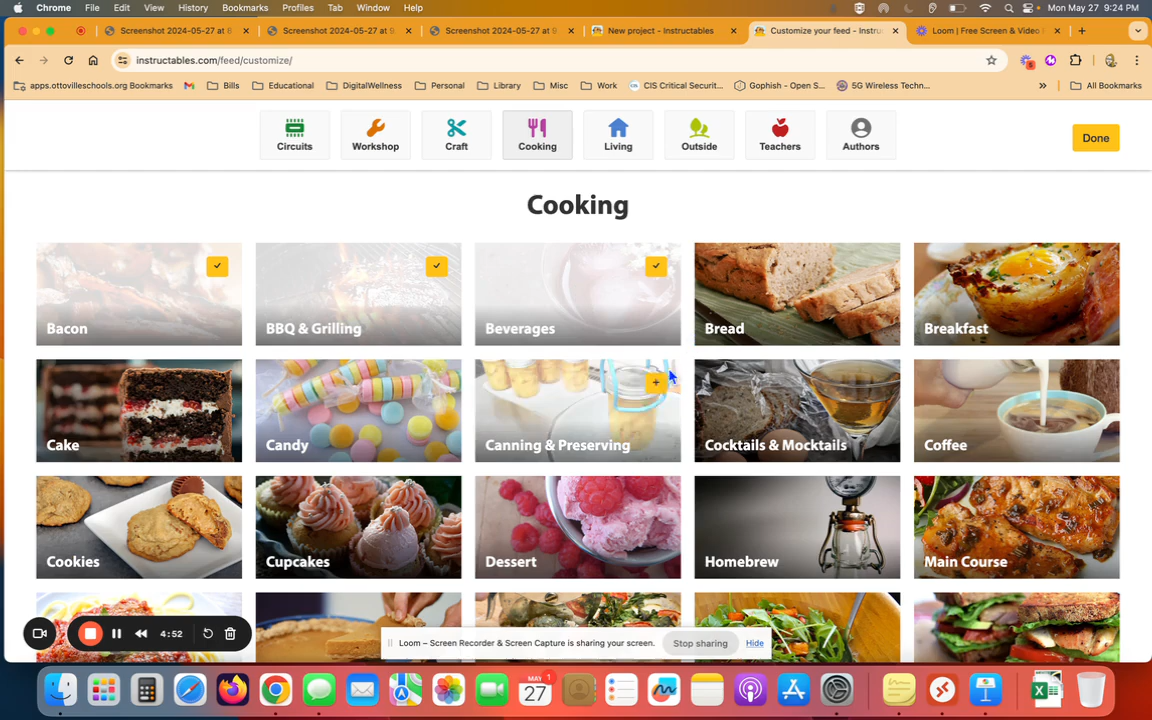 Chrome File Edit View History Bookmarks Profiles Tab Window Help Mon May 27 9:24 PM
Screenshot 2024-05-27 at 8 Screenshot 2024-05-27 at 9 Screenshot 2024-05-27 at 9 New project - Instructables Customize your feed - Instru Loom | Free Screen & Video
instructables.com/feed/customize/
apps.ottovilleschools.org Bookmarks Bills Educational DigitalWellness Personal Library Misc Work CIS Critical Securit... Gophish - Open S... 5G Wireless Techn... All Bookmarks
Circuits Workshop Craft Cooking Living Outside Teachers Authors
Done
Cooking
Bacon BBQ & Grilling Beverages Bread Breakfast
Cake Candy Canning & Preserving Cocktails & Mocktails Coffee
Cookies Cupcakes Dessert Homebrew Main Course
4:52
Loom – Screen Recorder & Screen Capture is sharing your screen. Stop sharing Hide
MAY 1
27